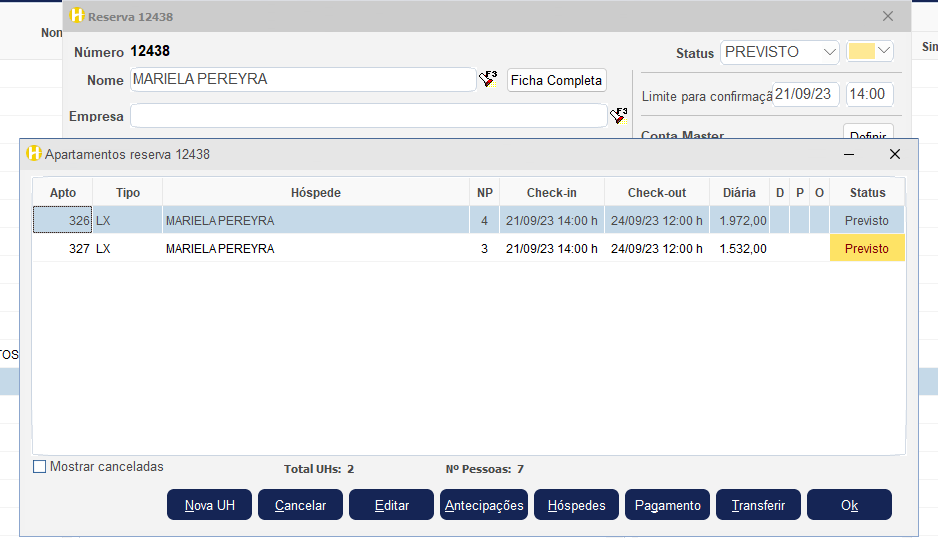 Reserva 12438
Non
Número 12438
Status PREVISTO
Sin
Nome MARIELA PEREYRA F3 Ficha Completa
Limite para confirmaçã 21/09/23 14:00
Empresa F3
Conta Master Definir
Apartamentos reserva 12438
Apto Tipo Hóspede NP Check-in Check-out Diária D P O Status
326 LX MARIELA PEREYRA 4 21/09/23 14:00 h 24/09/23 12:00 h 1.972,00 Previsto
327 LX MARIELA PEREYRA 3 21/09/23 14:00 h 24/09/23 12:00 h 1.532,00 Previsto
TOS
Mostrar canceladas Total UHs: 2 Nº Pessoas: 7
Nova UH Cancelar Editar Antecipações Hóspedes Pagamento Transferir Ok